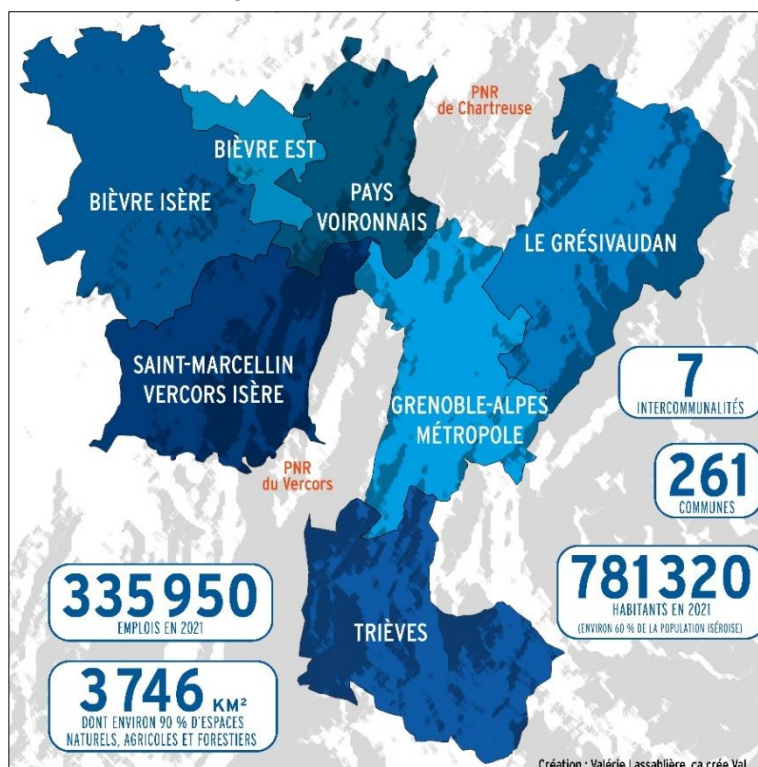 PNR
de Chartreuse
BIÈVRE EST
BIÈVRE ISÈRE
PAYS
VOIRONNAIS
LE GRÉSIVAUDAN
SAINT-MARCELLIN
VERCORS ISÈRE
7
INTERCOMMUNALITÉS
GRENOBLE-ALPES
MÉTROPOLE
PNR
du Vercors
261
COMMUNES
335 950
EMPLOIS EN 2021
781 320
HABITANTS EN 2021
(ENVIRON 60 % DE LA POPULATION ISÉROISE)
TRIÈVES
3 746 KM²
DONT ENVIRON 90 % D'ESPACES
NATURELS, AGRICOLES ET FORESTIERS
Création : Valérie Lassablière, ça crée Val